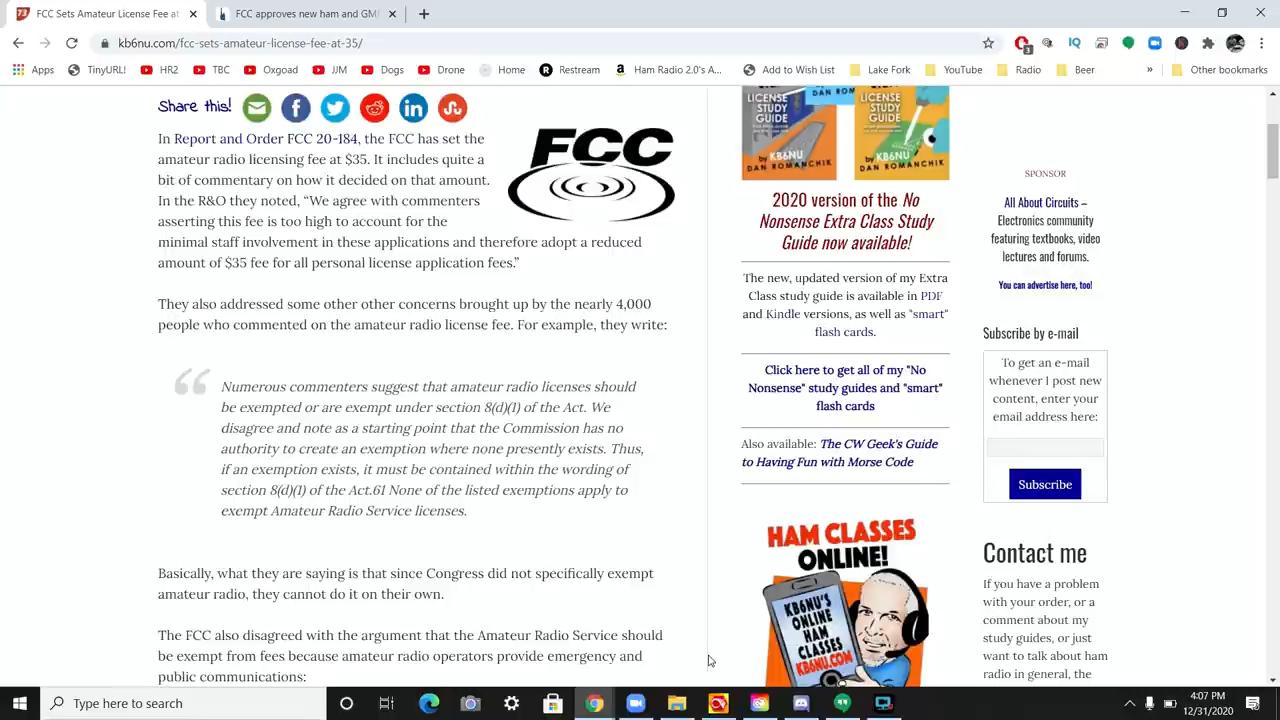 FCC Sets Amateur License Fee at
FCC approves new ham and GM
kb6nu.com/fcc-sets-amateur-license-fee-at-35/
3
Apps
TinyURL!
HR2
TBC
Oxgoad
JJM
Dogs
Drone
Home
Restream
Ham Radio 2.0's A...
Add to Wish List
Lake Fork
YouTube
Radio
Beer
»
Other bookmarks
Share this!
In Report and Order FCC 20-184, the FCC has set the
amateur radio licensing fee at $35. It includes quite a
bit of commentary on how it decided on that amount.
In the R&O they noted, “We agree with commenters
asserting this fee is too high to account for the
minimal staff involvement in these applications and therefore adopt a reduced
amount of $35 fee for all personal license application fees.”
FCC
They also addressed some other other concerns brought up by the nearly 4,000
people who commented on the amateur radio license fee. For example, they write:
Numerous commenters suggest that amateur radio licenses should
be exempted or are exempt under section 8(d)(1) of the Act. We
disagree and note as a starting point that the Commission has no
authority to create an exemption where none presently exists. Thus,
if an exemption exists, it must be contained within the wording of
section 8(d)(1) of the Act.61 None of the listed exemptions apply to
exempt Amateur Radio Service licenses.
Basically, what they are saying is that since Congress did not specifically exempt
amateur radio, they cannot do it on their own.
The FCC also disagreed with the argument that the Amateur Radio Service should
be exempt from fees because amateur radio operators provide emergency and
public communications:
LICENSE STUDY
GUIDE
by KB6NU
DAN ROMANCHIK
LICENSE STUDY
GUIDE
by KB6NU
DAN ROMANCHIK
2020 version of the No
Nonsense Extra Class Study
Guide now available!
The new, updated version of my Extra
Class study guide is available in PDF
and Kindle versions, as well as "smart"
flash cards.
Click here to get all of my "No
Nonsense" study guides and "smart"
flash cards
Also available: The CW Geek's Guide
to Having Fun with Morse Code
HAM CLASSES
ONLINE!
KB6NU'S
ONLINE
HAM
CLASSES
KB6NU.COM
SPONSOR
All About Circuits –
Electronics community
featuring textbooks, video
lectures and forums.
You can advertise here, too!
Subscribe by e-mail
To get an e-mail
whenever I post new
content, enter your
email address here:
Subscribe
Contact me
If you have a problem
with your order, or a
comment about my
study guides, or just
want to talk about ham
radio in general, the
Type here to search
4:07 PM
12/31/2020